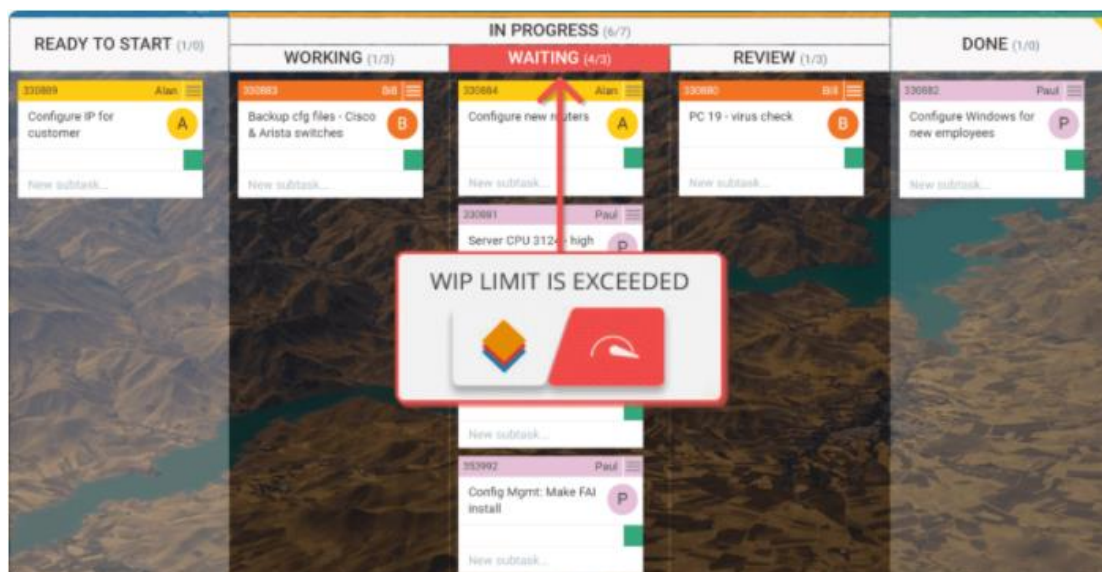 READY TO START (1/0)
IN PROGRESS (6/7)
WORKING (1/3)
WAITING (4/3)
REVIEW (1/3)
DONE (1/0)
330889 Alan
Configure IP for
customer
A
New subtask...
330883 Bill
Backup cfg files - Cisco
& Arista switches
B
New subtask...
330884 Alan
Configure new routers
A
330881 Paul
Server CPU 3124 - high
P
WIP LIMIT IS EXCEEDED
New subtask...
353992 Paul
Config Mgmt: Make FAI
install
P
New subtask...
330880 Bill
PC 19 - virus check
B
New subtask...
330882 Paul
Configure Windows for
new employees
P
New subtask...